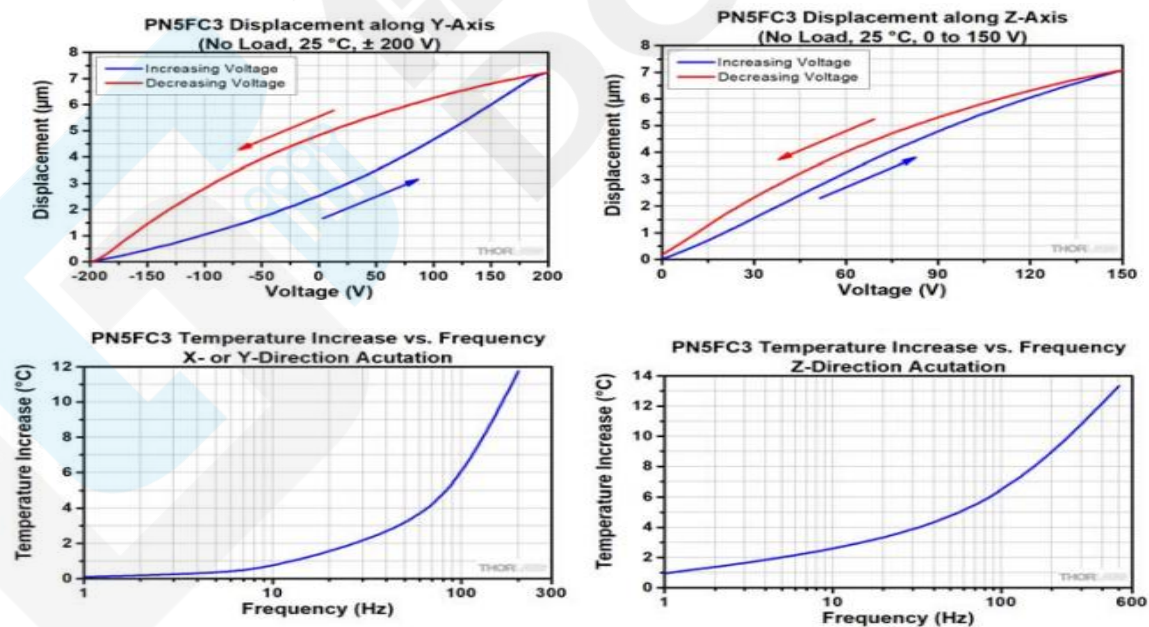 PN5FC3 Displacement along Y-Axis
(No Load, 25 °C, ± 200 V)
8
7
6
5
4
3
2
1
0
Displacement (µm)
Increasing Voltage
Decreasing Voltage
THORLABS
-200 -150 -100 -50 0 50 100 150 200
Voltage (V)
PN5FC3 Displacement along Z-Axis
(No Load, 25 °C, 0 to 150 V)
8
7
6
5
4
3
2
1
0
Displacement (µm)
Increasing Voltage
Decreasing Voltage
THORLABS
0 30 60 90 120 150
Voltage (V)
PN5FC3 Temperature Increase vs. Frequency
X- or Y-Direction Acutation
12
10
8
6
4
2
0
Temperature Increase (°C)
THORLABS
1 10 100 300
Frequency (Hz)
PN5FC3 Temperature Increase vs. Frequency
Z-Direction Acutation
14
12
10
8
6
4
2
0
Temperature Increase (°C)
THORLABS
1 10 100 600
Frequency (Hz)